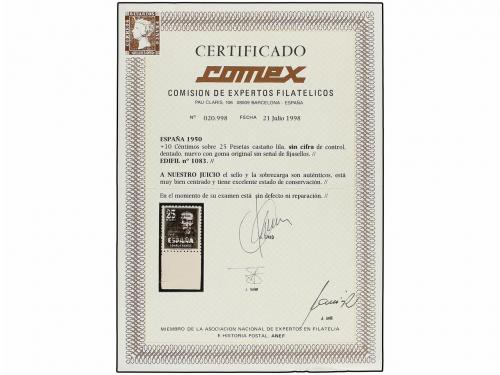 CERTIFICADO
comex
COMISION DE EXPERTOS FILATELICOS
PAU CLARIS, 106 08009 BARCELONA - ESPAÑA
Nº 020.998 FECHA 21 Julio 1998
ESPAÑA 1950
+10 Céntimos sobre 25 Pesetas castaño lila, sin cifra de control,
dentado, nuevo con goma original sin señal de fijasellos. //
EDIFIL nº 1083. //
A NUESTRO JUICIO el sello y la sobrecarga son auténticos, está
muy bien centrado y tiene excelente estado de conservación. //
En el momento de su examen está sin defecto ni reparación. //
25
ESPAÑA
MIEMBRO DE LA ASOCIACION NACIONAL DE EXPERTOS EN FILATELIA
E HISTORIA POSTAL. ANEF